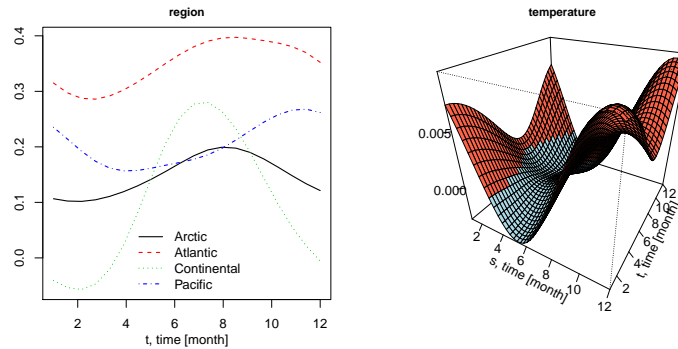 region
0.4
0.3
0.2
0.1
0.0
Arctic
Atlantic
Continental
Pacific
2 4 6 8 10 12
t, time [month]
temperature
0.005
0.000
2 4 6 8 10 12
s, time [month]
2 4 6 8 10 12
t, time [month]